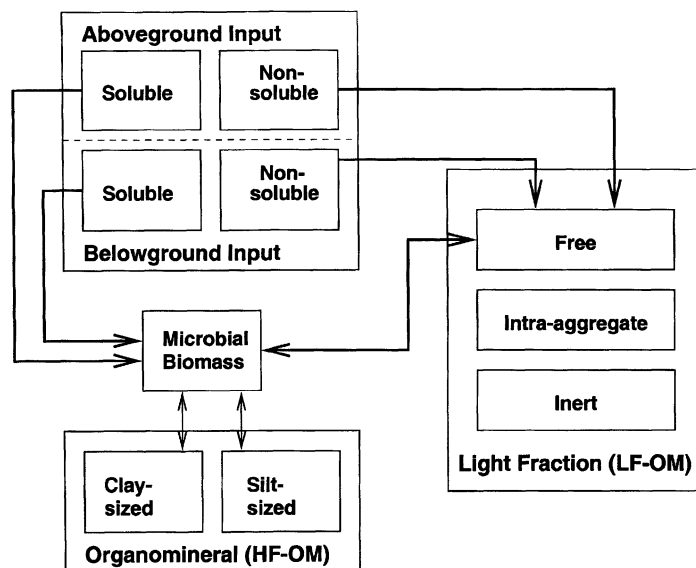 Aboveground Input
Soluble
Non-
soluble
Soluble
Non-
soluble
Belowground Input
Microbial
Biomass
Clay-
sized
Silt-
sized
Organomineral (HF-OM)
Free
Intra-aggregate
Inert
Light Fraction (LF-OM)